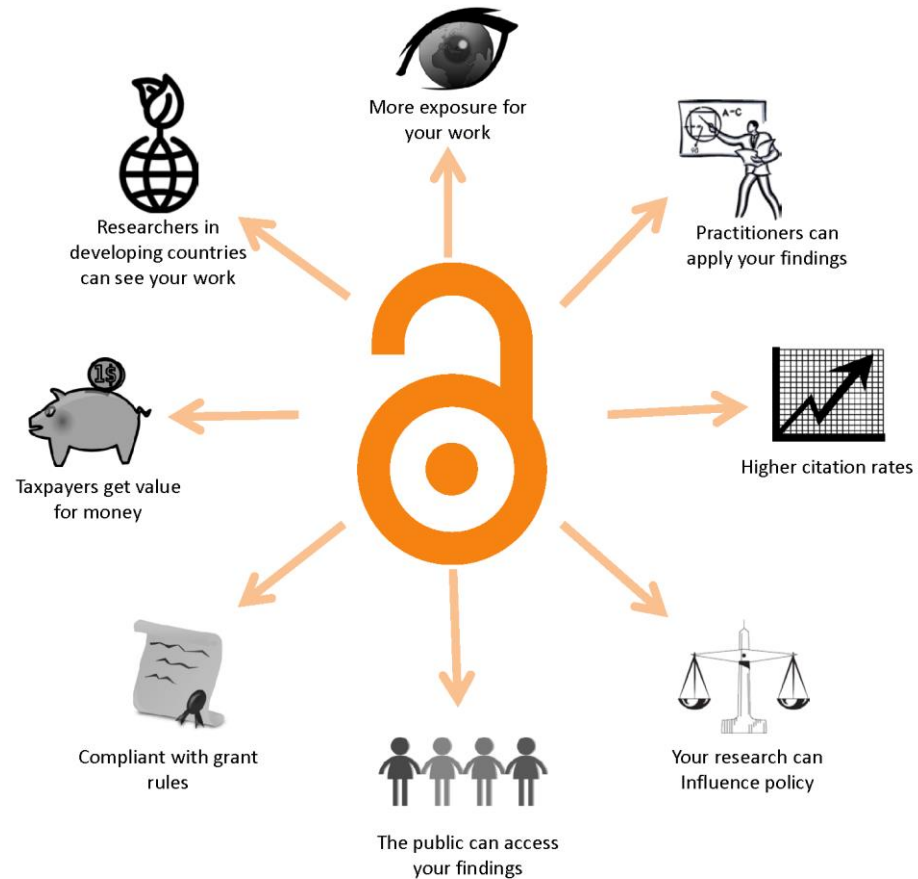 More exposure for
your work
Practitioners can
apply your findings
Higher citation rates
Your research can
Influence policy
The public can access
your findings
Compliant with grant
rules
Taxpayers get value
for money
Researchers in
developing countries
can see your work
A-C
1$